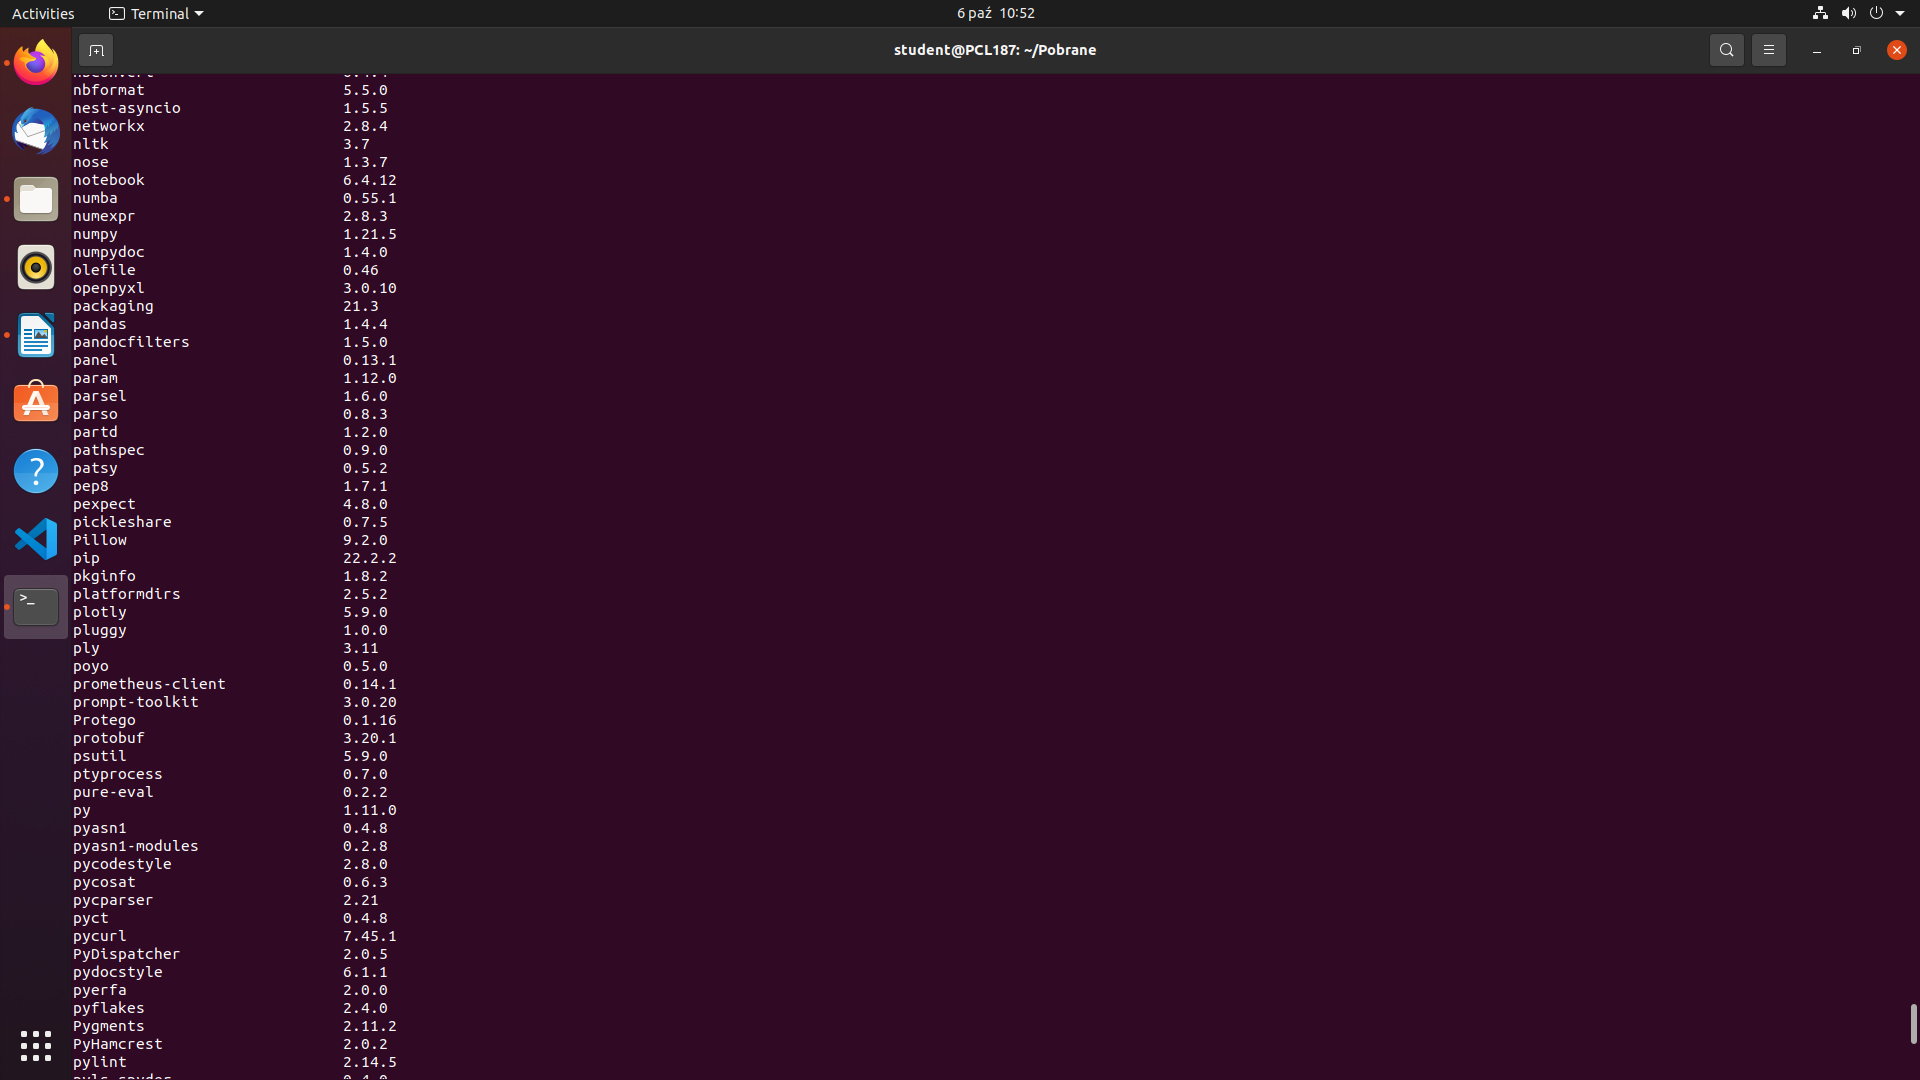 Activities
Terminal
6 paź 10:52
student@PCL187: ~/Pobrane
nbformat 5.5.0
nest-asyncio 1.5.5
networkx 2.8.4
nltk 3.7
nose 1.3.7
notebook 6.4.12
numba 0.55.1
numexpr 2.8.3
numpy 1.21.5
numpydoc 1.4.0
olefile 0.46
openpyxl 3.0.10
packaging 21.3
pandas 1.4.4
pandocfilters 1.5.0
panel 0.13.1
param 1.12.0
parsel 1.6.0
parso 0.8.3
partd 1.2.0
pathspec 0.9.0
patsy 0.5.2
pep8 1.7.1
pexpect 4.8.0
pickleshare 0.7.5
Pillow 9.2.0
pip 22.2.2
pkginfo 1.8.2
platformdirs 2.5.2
plotly 5.9.0
pluggy 1.0.0
ply 3.11
poyo 0.5.0
prometheus-client 0.14.1
prompt-toolkit 3.0.20
Protego 0.1.16
protobuf 3.20.1
psutil 5.9.0
ptyprocess 0.7.0
pure-eval 0.2.2
py 1.11.0
pyasn1 0.4.8
pyasn1-modules 0.2.8
pycodestyle 2.8.0
pycosat 0.6.3
pycparser 2.21
pyct 0.4.8
pycurl 7.45.1
PyDispatcher 2.0.5
pydocstyle 6.1.1
pyerfa 2.0.0
pyflakes 2.4.0
Pygments 2.11.2
PyHamcrest 2.0.2
pylint 2.14.5